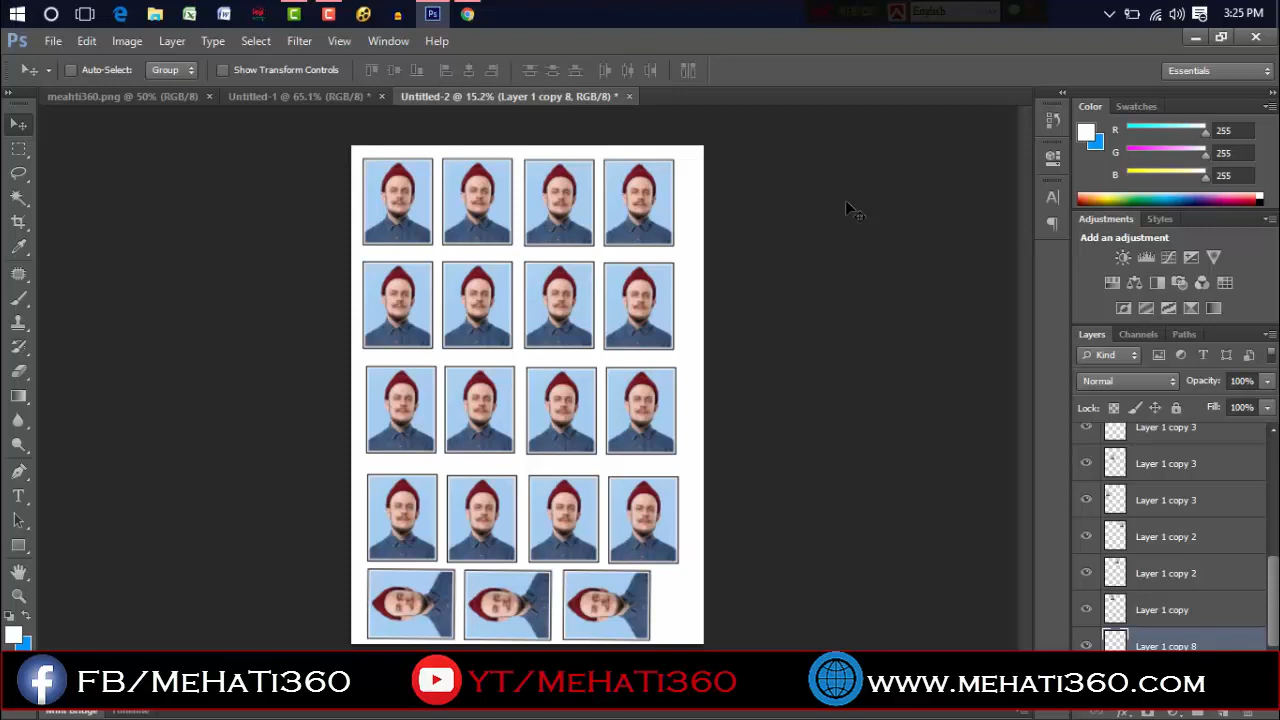 English
3:25 PM
Ps File Edit Image Layer Type Select Filter View Window Help
Auto-Select: Group Show Transform Controls Essentials
meahti360.png @ 50% (RGB/8) × Untitled-1 @ 65.1% (RGB/8) * × Untitled-2 @ 15.2% (Layer 1 copy 8, RGB/8) * ×
Color Swatches
R 255
G 255
B 255
Adjustments Styles
Add an adjustment
Layers Channels Paths
Kind
Normal Opacity: 100%
Lock: Fill: 100%
Layer 1 copy 3
Layer 1 copy 3
Layer 1 copy 3
Layer 1 copy 2
Layer 1 copy 2
Layer 1 copy
Layer 1 copy 8
FB/MeHaTi360 YT/MeHaTi360 www.mehati360.com
Mini Bridge Timeline